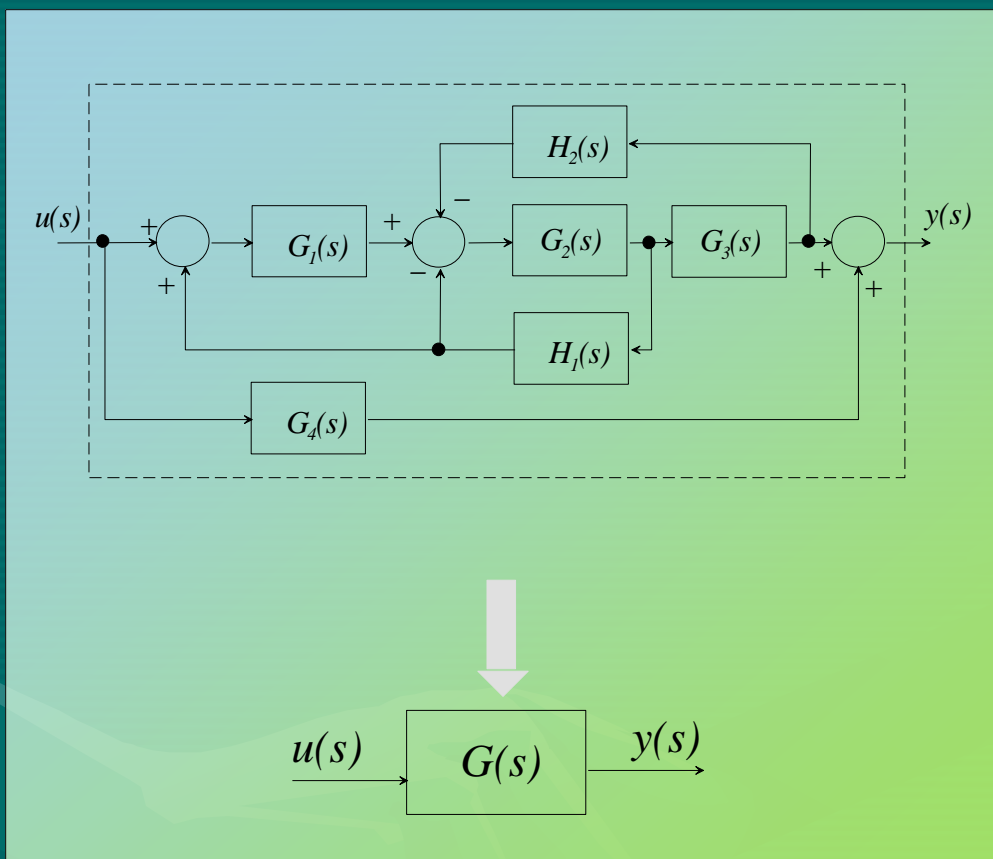 H₂(s)
−
u(s)
+
G₁(s)
+
−
G₂(s)
G₃(s)
+
y(s)
+
+
H₁(s)
G₄(s)
u(s)
G(s)
y(s)